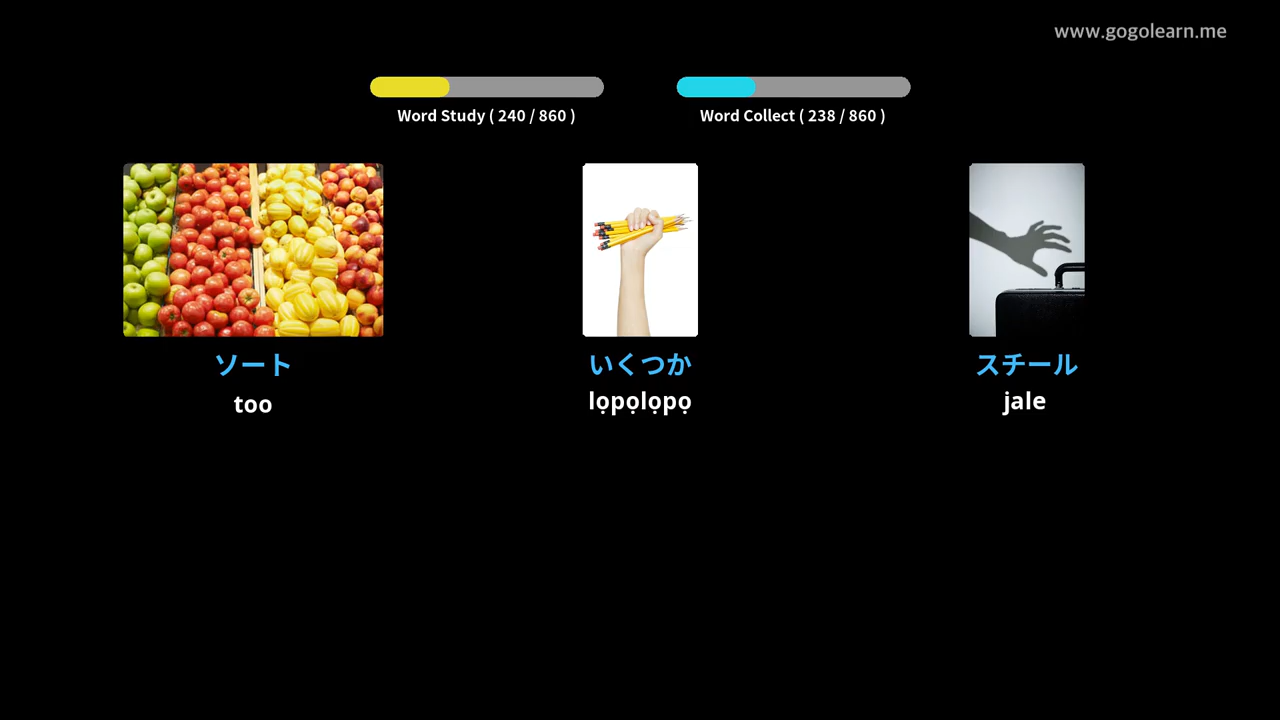 www.gogolearn.me
Word Study ( 240 / 860 )
Word Collect ( 238 / 860 )
ソート
いくつか
スチール
too
lọpọlọpọ
jale